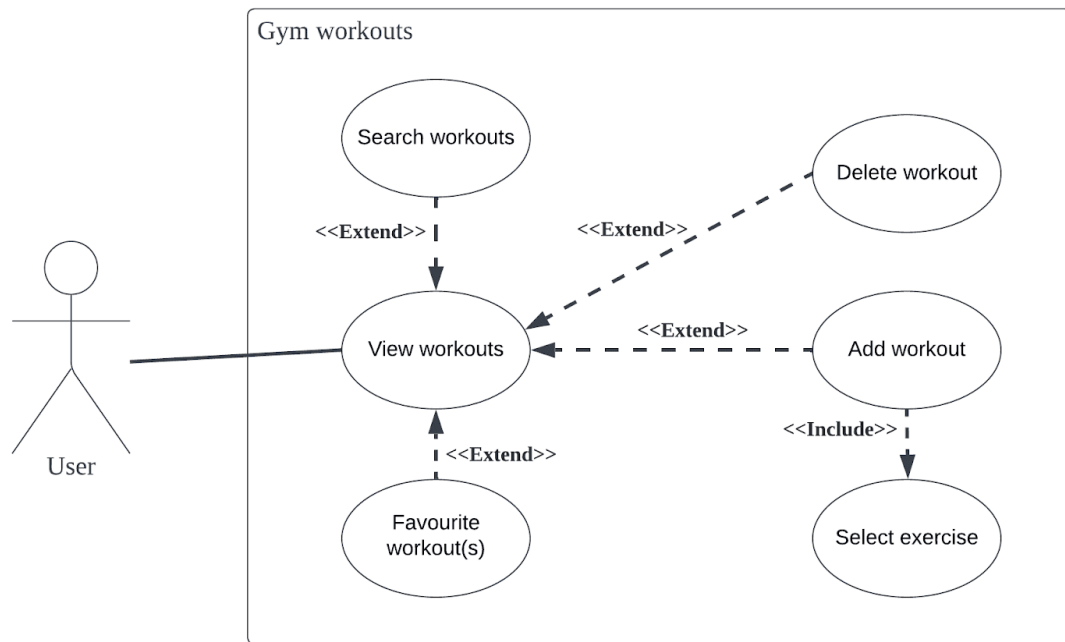 Gym workouts
Search workouts
Delete workout
<<Extend>>
<<Extend>>
<<Extend>>
View workouts
Add workout
<<Include>>
<<Extend>>
User
Favourite
workout(s)
Select exercise